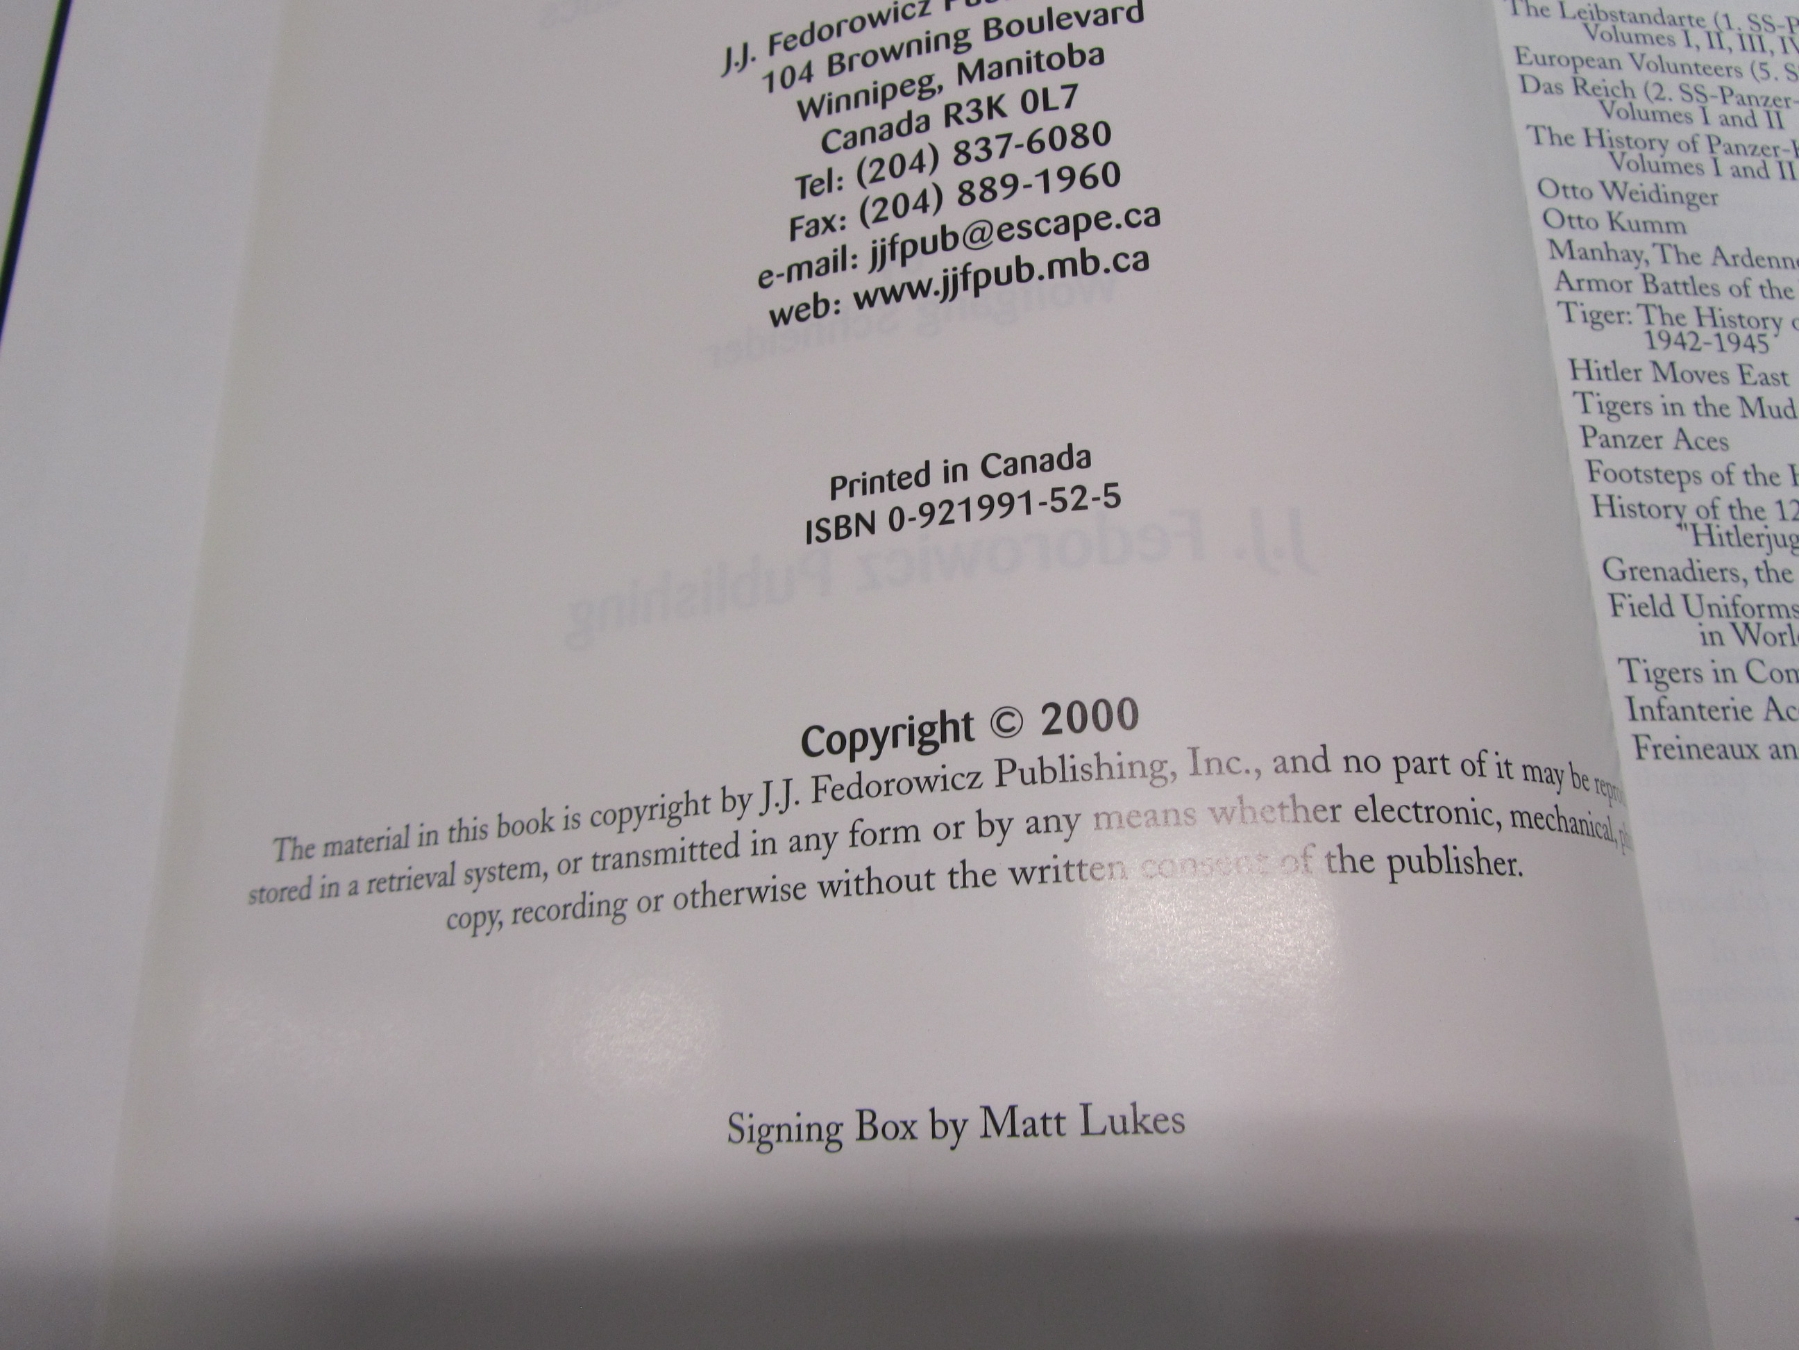 J.J. Fedorowicz
104 Browning Boulevard
Winnipeg, Manitoba
Canada R3K 0L7
Tel: (204) 837-6080
Fax: (204) 889-1960
e-mail: jjfpub@escape.ca
web: www.jjfpub.mb.ca
Wolfgang Schneider
Printed in Canada
ISBN 0-921991-52-5
J.J. Fedorowicz Publishing
Copyright © 2000
The material in this book is copyright by J.J. Fedorowicz Publishing, Inc., and no part of it may be
stored in a retrieval system, or transmitted in any form or by any means whether electronic, mechanical,
copy, recording or otherwise without the written consent of the publisher.
Signing Box by Matt Lukes
The Leibstandarte (1. SS-P
Volumes I, II, III, IV
European Volunteers (5. S
Das Reich (2. SS-Panzer-
Volumes I and II
The History of Panzer-
Volumes I and II
Otto Weidinger
Otto Kumm
Manhay, The Ardenn
Armor Battles of the
Tiger: The History
1942-1945
Hitler Moves East
Tigers in the Mud
Panzer Aces
Footsteps of the
History of the 12
"Hitlerjug
Grenadiers, the
Field Uniforms
in Worl
Tigers in Com
Infanterie Ac
Freineaux an